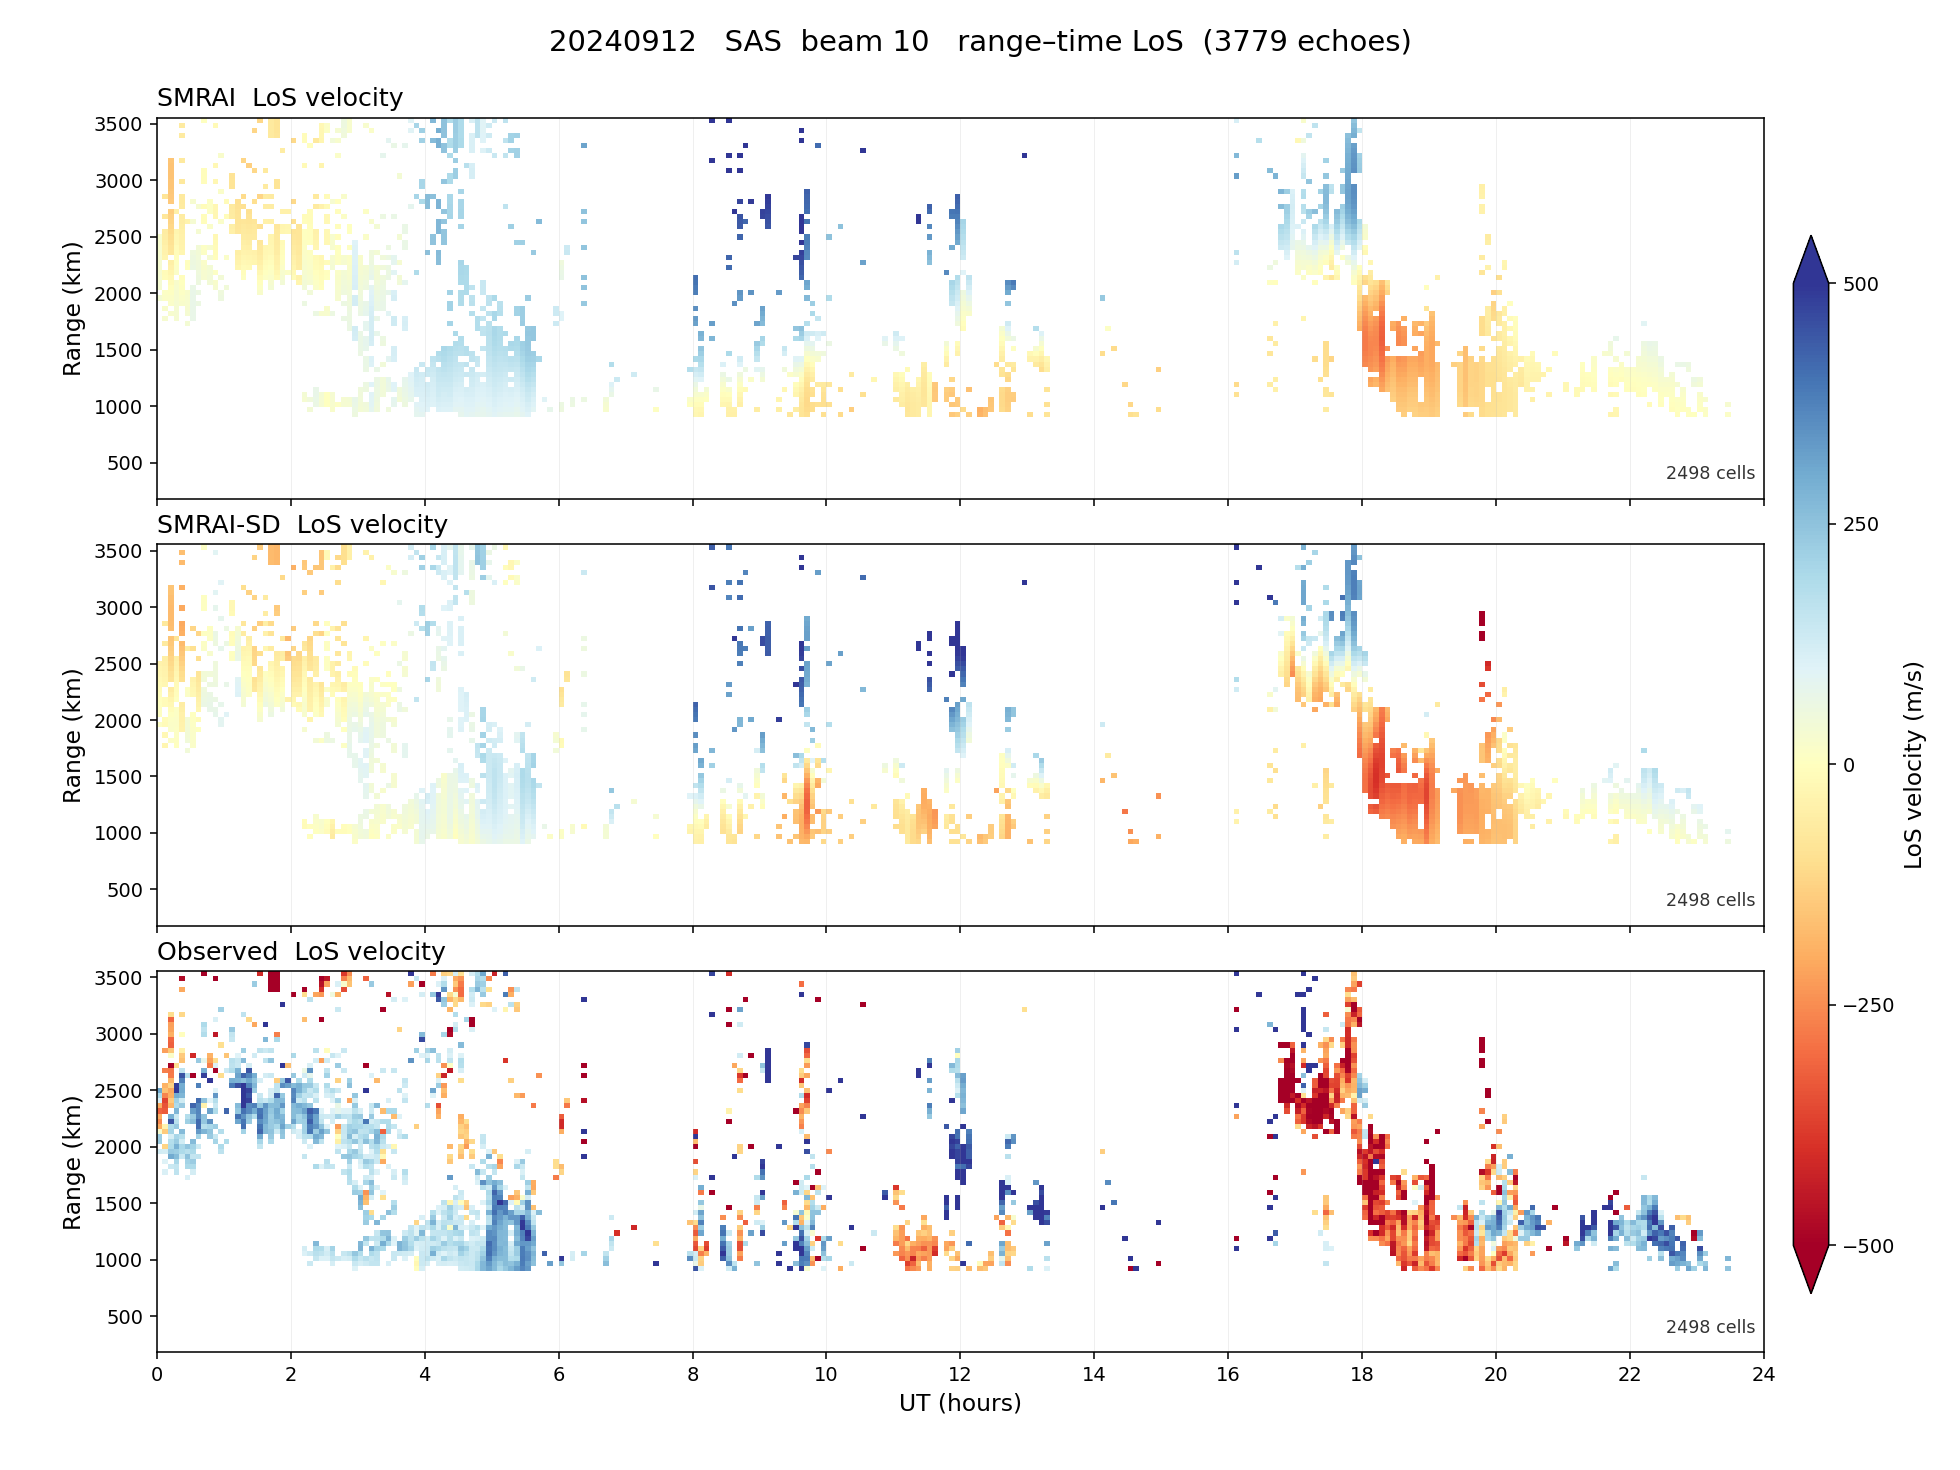 20240912   SAS  beam 10   range–time LoS  (3779 echoes)
SMRAI  LoS velocity
3500
3000
2500
2000
1500
1000
500
Range (km)
2498 cells
SMRAI-SD  LoS velocity
3500
3000
2500
2000
1500
1000
500
Range (km)
2498 cells
Observed  LoS velocity
3500
3000
2500
2000
1500
1000
500
Range (km)
2498 cells
0 2 4 6 8 10 12 14 16 18 20 22 24
UT (hours)
500
250
0
−250
−500
LoS velocity (m/s)